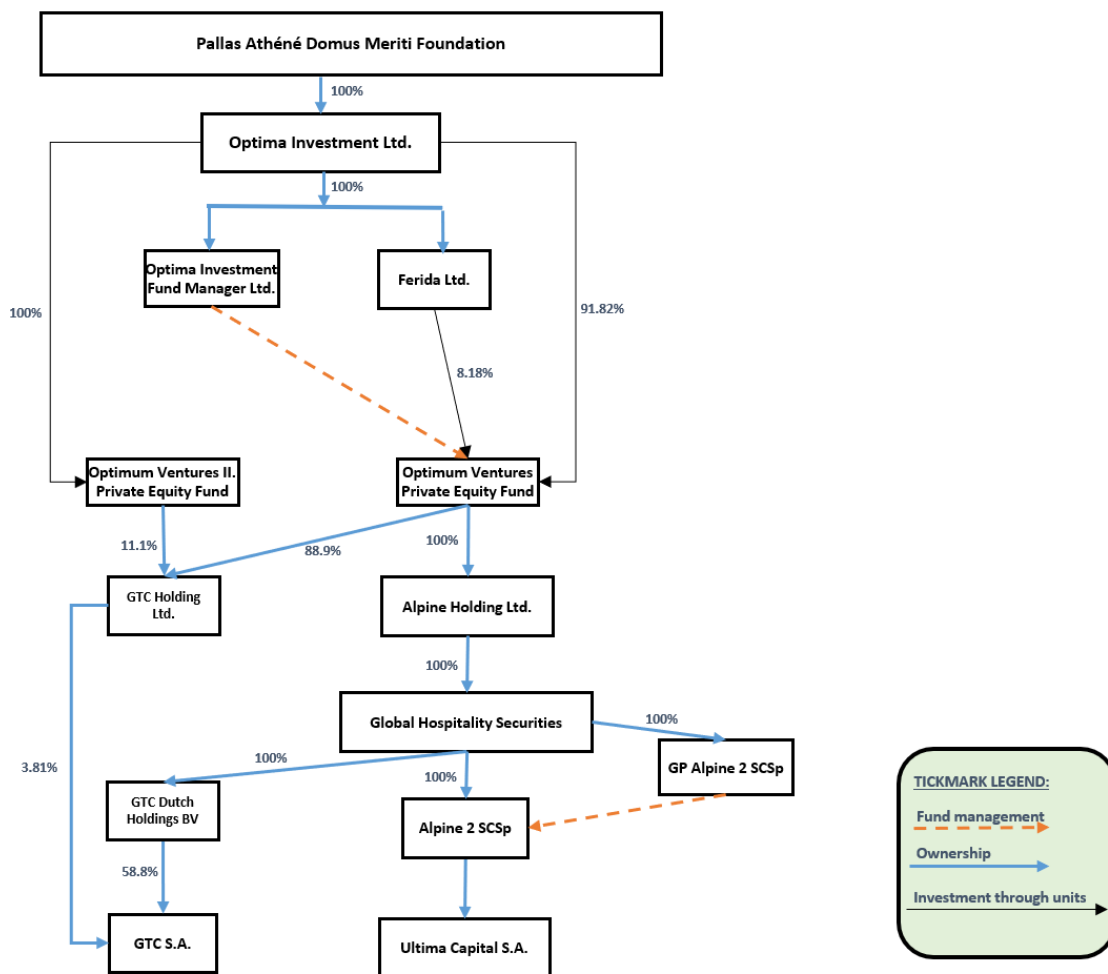 Pallas Athéné Domus Meriti Foundation
100%
Optima Investment Ltd.
100%
Optima Investment
Fund Manager Ltd.
Ferida Ltd.
100%
91.82%
8.18%
Optimum Ventures II.
Private Equity Fund
Optimum Ventures
Private Equity Fund
11.1%
88.9%
100%
GTC Holding
Ltd.
Alpine Holding Ltd.
100%
Global Hospitality Securities
100%
GP Alpine 2 SCSp
3.81%
100%
100%
GTC Dutch
Holdings BV
Alpine 2 SCSp
58.8%
GTC S.A.
Ultima Capital S.A.
TICKMARK LEGEND:
Fund management
Ownership
Investment through units